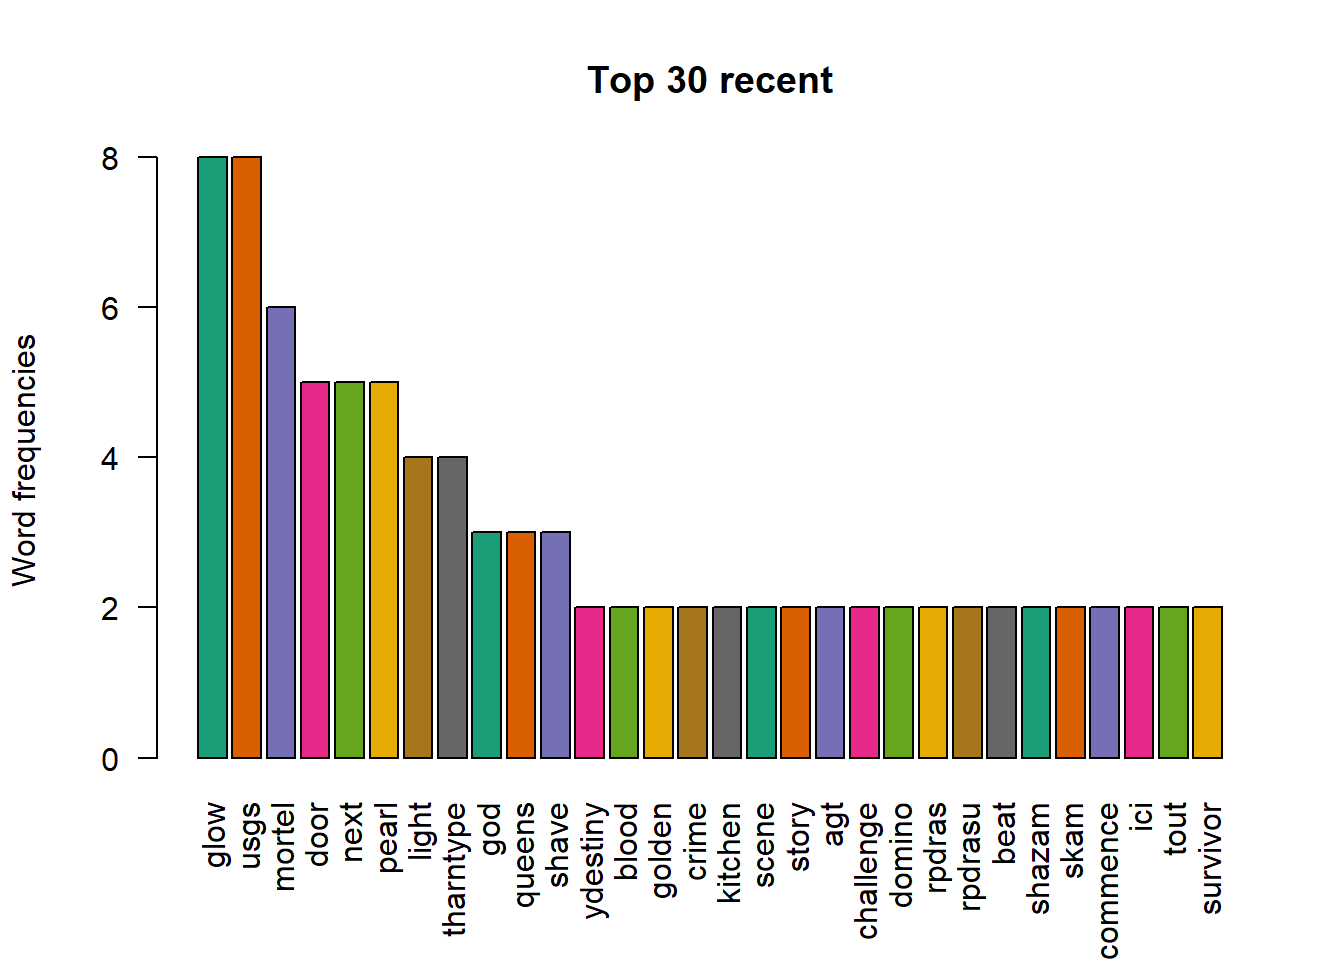 Top 30 recent
Word frequencies
8
6
4
2
0
glow
usgs
mortel
door
next
pearl
light
tharntype
god
queens
shave
ydestiny
blood
golden
crime
kitchen
scene
story
agt
challenge
domino
rpdras
rpdrasu
beat
shazam
skam
commence
ici
tout
survivor